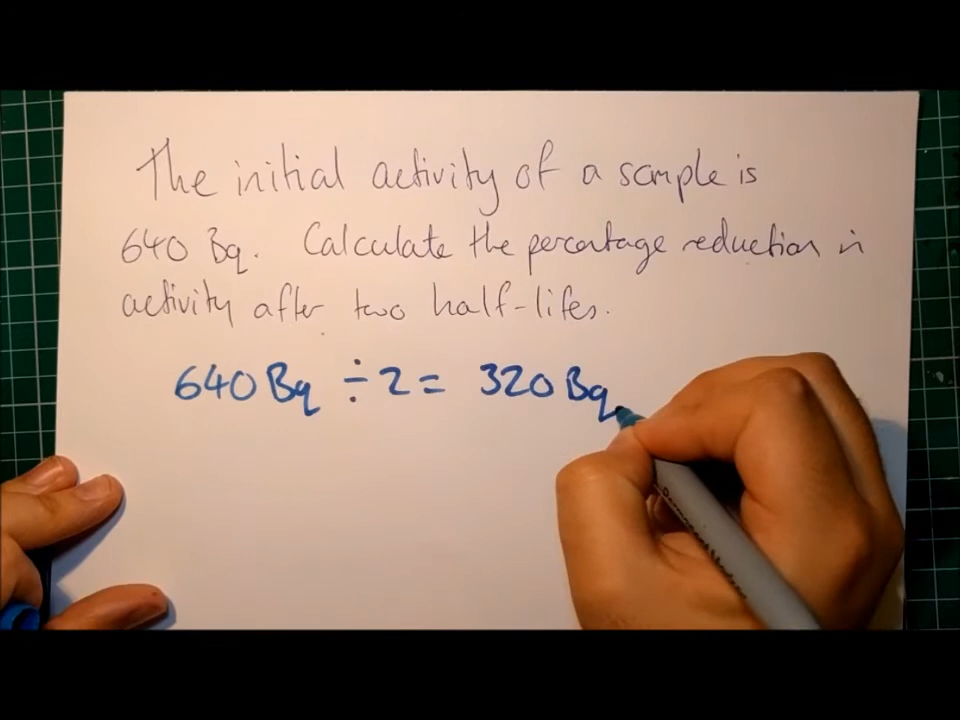 The initial activity of a sample is
640 Bq. Calculate the percentage reduction in
activity after two half-lifes.
640 Bq ÷ 2 = 320 Bq